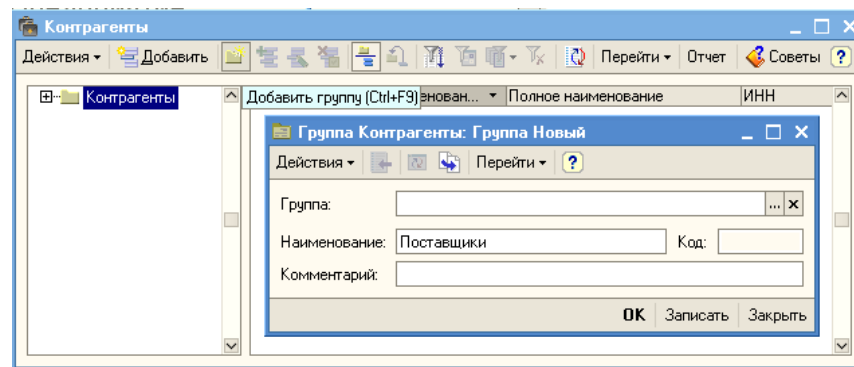 Контрагенты
Действия Добавить Перейти Отчет Советы ?
Контрагенты Добавить группу (Ctrl+F9) енован... Полное наименование ИНН
Группа Контрагенты: Группа Новый
Действия Перейти ?
Группа: ... x
Наименование: Поставщики Код:
Комментарий:
OK Записать Закрыть